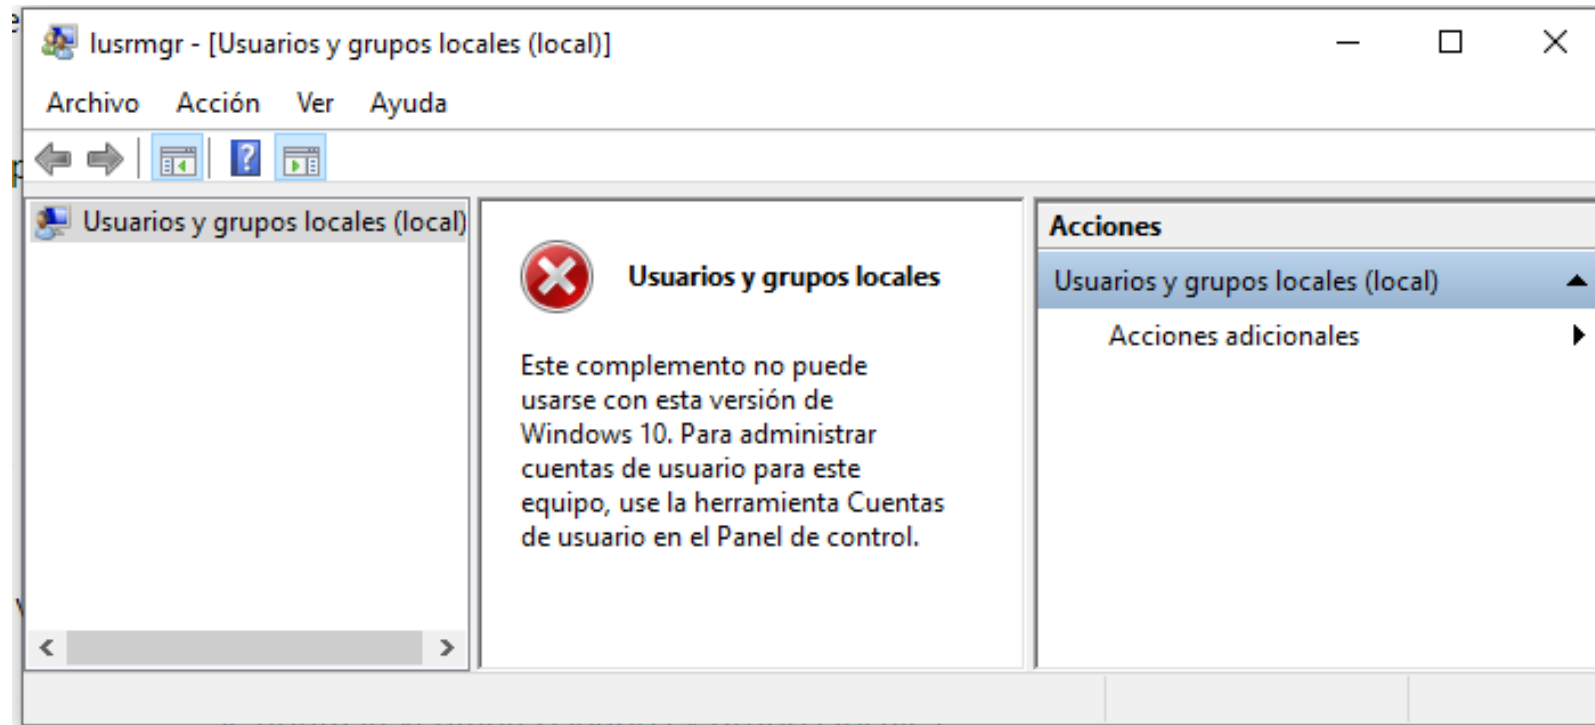 lusrmgr - [Usuarios y grupos locales (local)]
Archivo Acción Ver Ayuda
Usuarios y grupos locales (local)
Usuarios y grupos locales
Este complemento no puede
usarse con esta versión de
Windows 10. Para administrar
cuentas de usuario para este
equipo, use la herramienta Cuentas
de usuario en el Panel de control.
Acciones
Usuarios y grupos locales (local)
Acciones adicionales